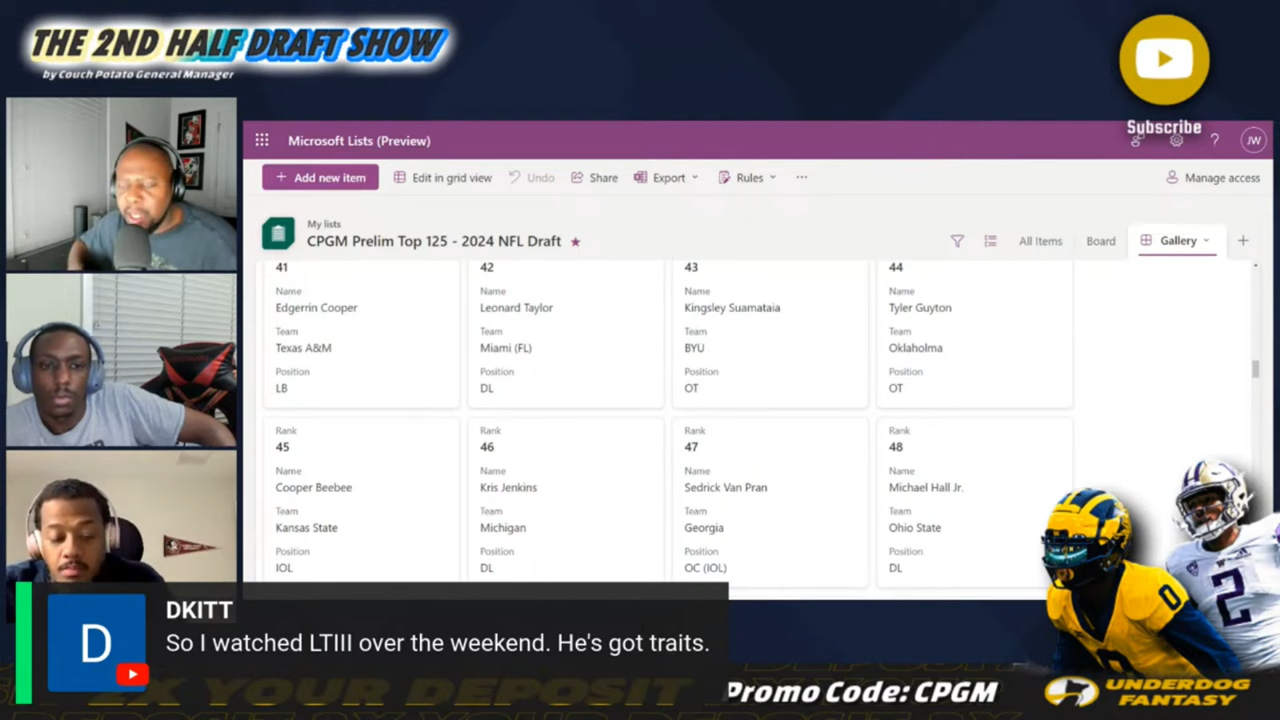 THE 2ND HALF DRAFT SHOW
by Couch Potato General Manager
Subscribe
Microsoft Lists (Preview)
?
JW
+ Add new item
Edit in grid view
Undo
Share
Export
Rules
...
Manage access
My lists
CPGM Prelim Top 125 - 2024 NFL Draft ★
All Items
Board
Gallery
+
41 42 43 44
Name Name Name Name
Edgerrin Cooper Leonard Taylor Kingsley Suamataia Tyler Guyton
Team Team Team Team
Texas A&M Miami (FL) BYU Oklaholma
Position Position Position Position
LB DL OT OT
Rank Rank Rank Rank
45 46 47 48
Name Name Name Name
Cooper Beebee Kris Jenkins Sedrick Van Pran Michael Hall Jr.
Team Team Team Team
Kansas State Michigan Georgia Ohio State
Position Position Position Position
IOL DL OC (IOL) DL
0
2
D
DKITT
So I watched LTIII over the weekend. He's got traits.
2X YOUR DEPOSIT
Promo Code: CPGM
UNDERDOG
FANTASY